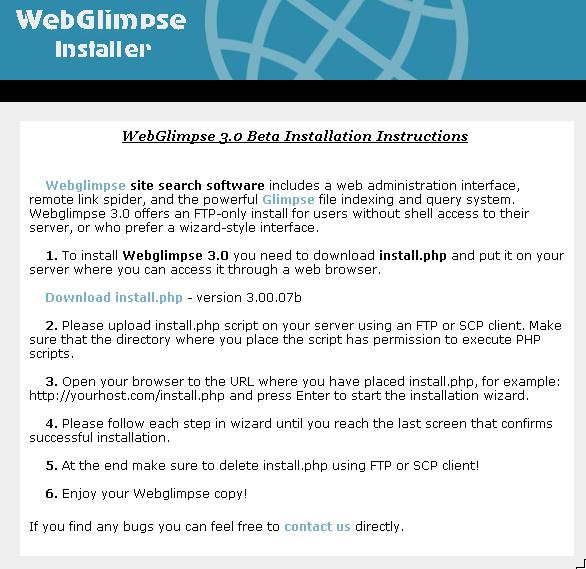 WebGlimpse
Installer
WebGlimpse 3.0 Beta Installation Instructions
Webglimpse site search software includes a web administration interface,
remote link spider, and the powerful Glimpse file indexing and query system.
Webglimpse 3.0 offers an FTP-only install for users without shell access to their
server, or who prefer a wizard-style interface.
1. To install Webglimpse 3.0 you need to download install.php and put it on your
server where you can access it through a web browser.
Download install.php - version 3.00.07b
2. Please upload install.php script on your server using an FTP or SCP client. Make
sure that the directory where you place the script has permission to execute PHP
scripts.
3. Open your browser to the URL where you have placed install.php, for example:
http://yourhost.com/install.php and press Enter to start the installation wizard.
4. Please follow each step in wizard until you reach the last screen that confirms
successful installation.
5. At the end make sure to delete install.php using FTP or SCP client!
6. Enjoy your Webglimpse copy!
If you find any bugs you can feel free to contact us directly.